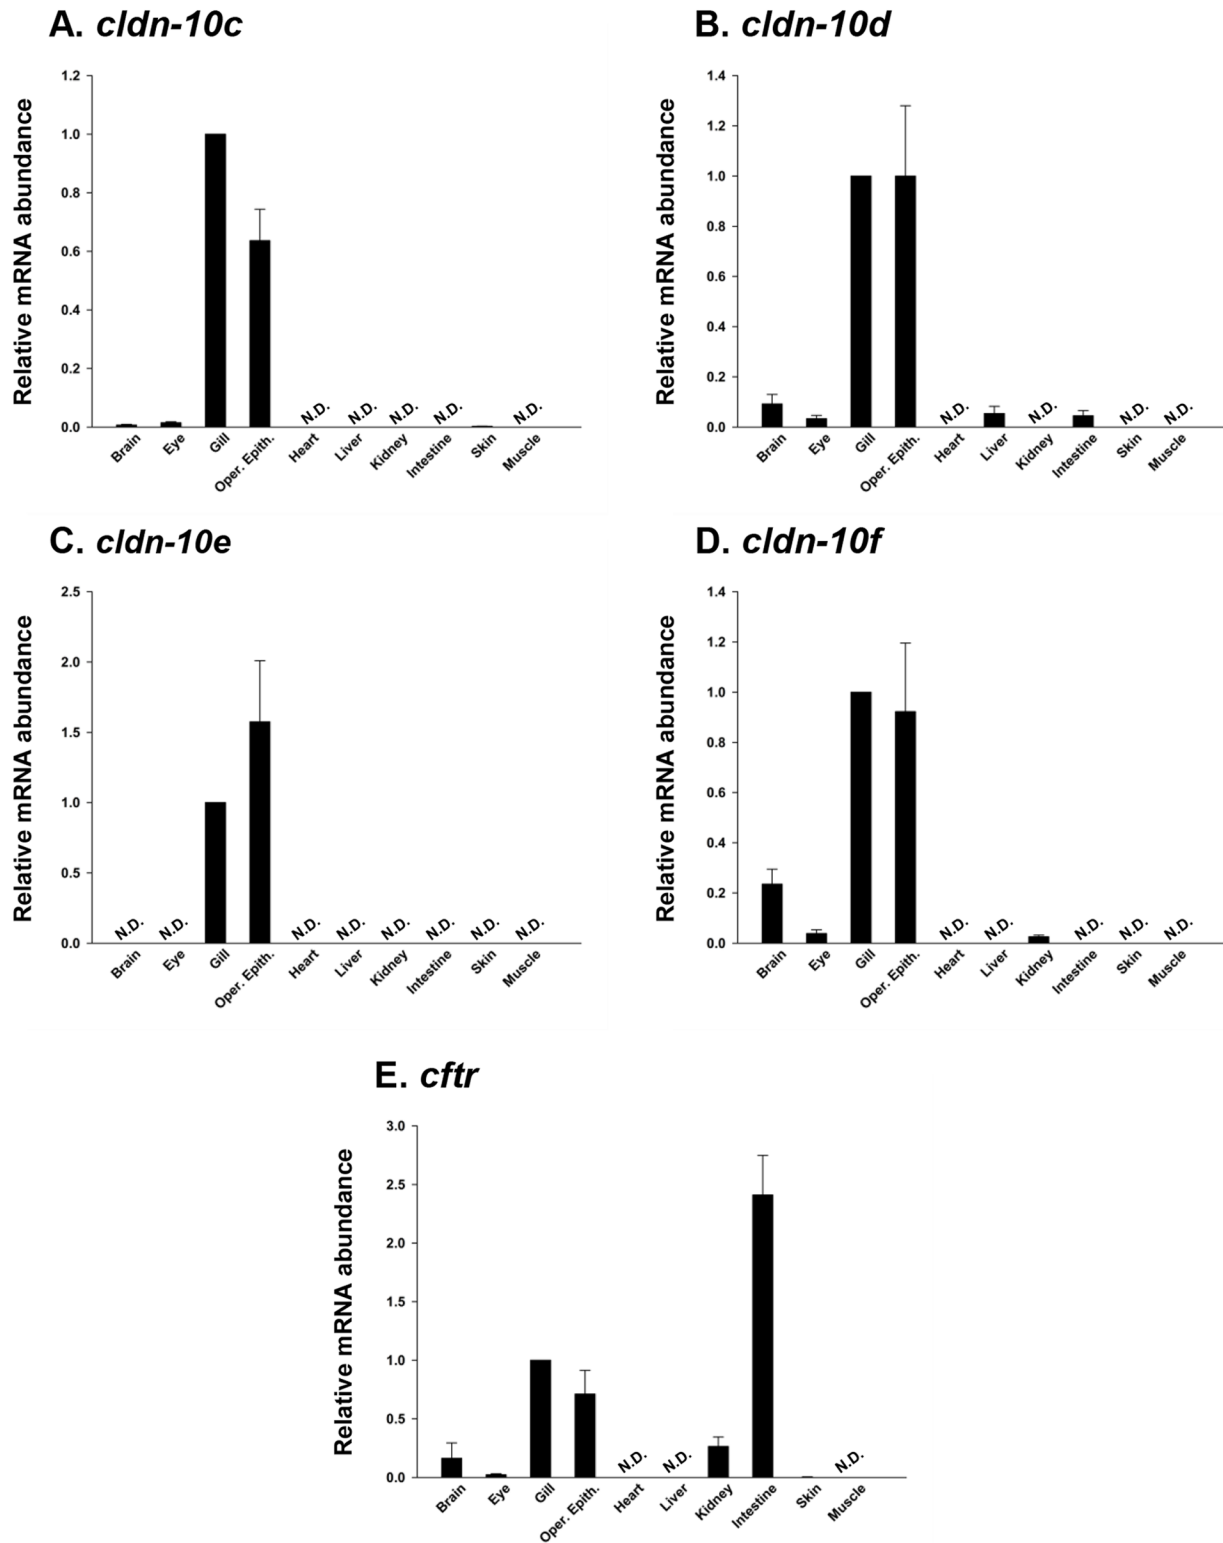 A. cldn-10c
Relative mRNA abundance
1.2
1.0
0.8
0.6
0.4
0.2
0.0
N.D. N.D. N.D. N.D. N.D.
Brain Eye Gill Oper. Epith. Heart Liver Kidney Intestine Skin Muscle
B. cldn-10d
Relative mRNA abundance
1.4
1.2
1.0
0.8
0.6
0.4
0.2
0.0
N.D. N.D. N.D. N.D.
Brain Eye Gill Oper. Epith. Heart Liver Kidney Intestine Skin Muscle
C. cldn-10e
Relative mRNA abundance
2.5
2.0
1.5
1.0
0.5
0.0
N.D. N.D. N.D. N.D. N.D. N.D. N.D. N.D.
Brain Eye Gill Oper. Epith. Heart Liver Kidney Intestine Skin Muscle
D. cldn-10f
Relative mRNA abundance
1.4
1.2
1.0
0.8
0.6
0.4
0.2
0.0
N.D. N.D. N.D. N.D. N.D.
Brain Eye Gill Oper. Epith. Heart Liver Kidney Intestine Skin Muscle
E. cftr
Relative mRNA abundance
3.0
2.5
2.0
1.5
1.0
0.5
0.0
N.D. N.D. N.D.
Brain Eye Gill Oper. Epith. Heart Liver Kidney Intestine Skin Muscle